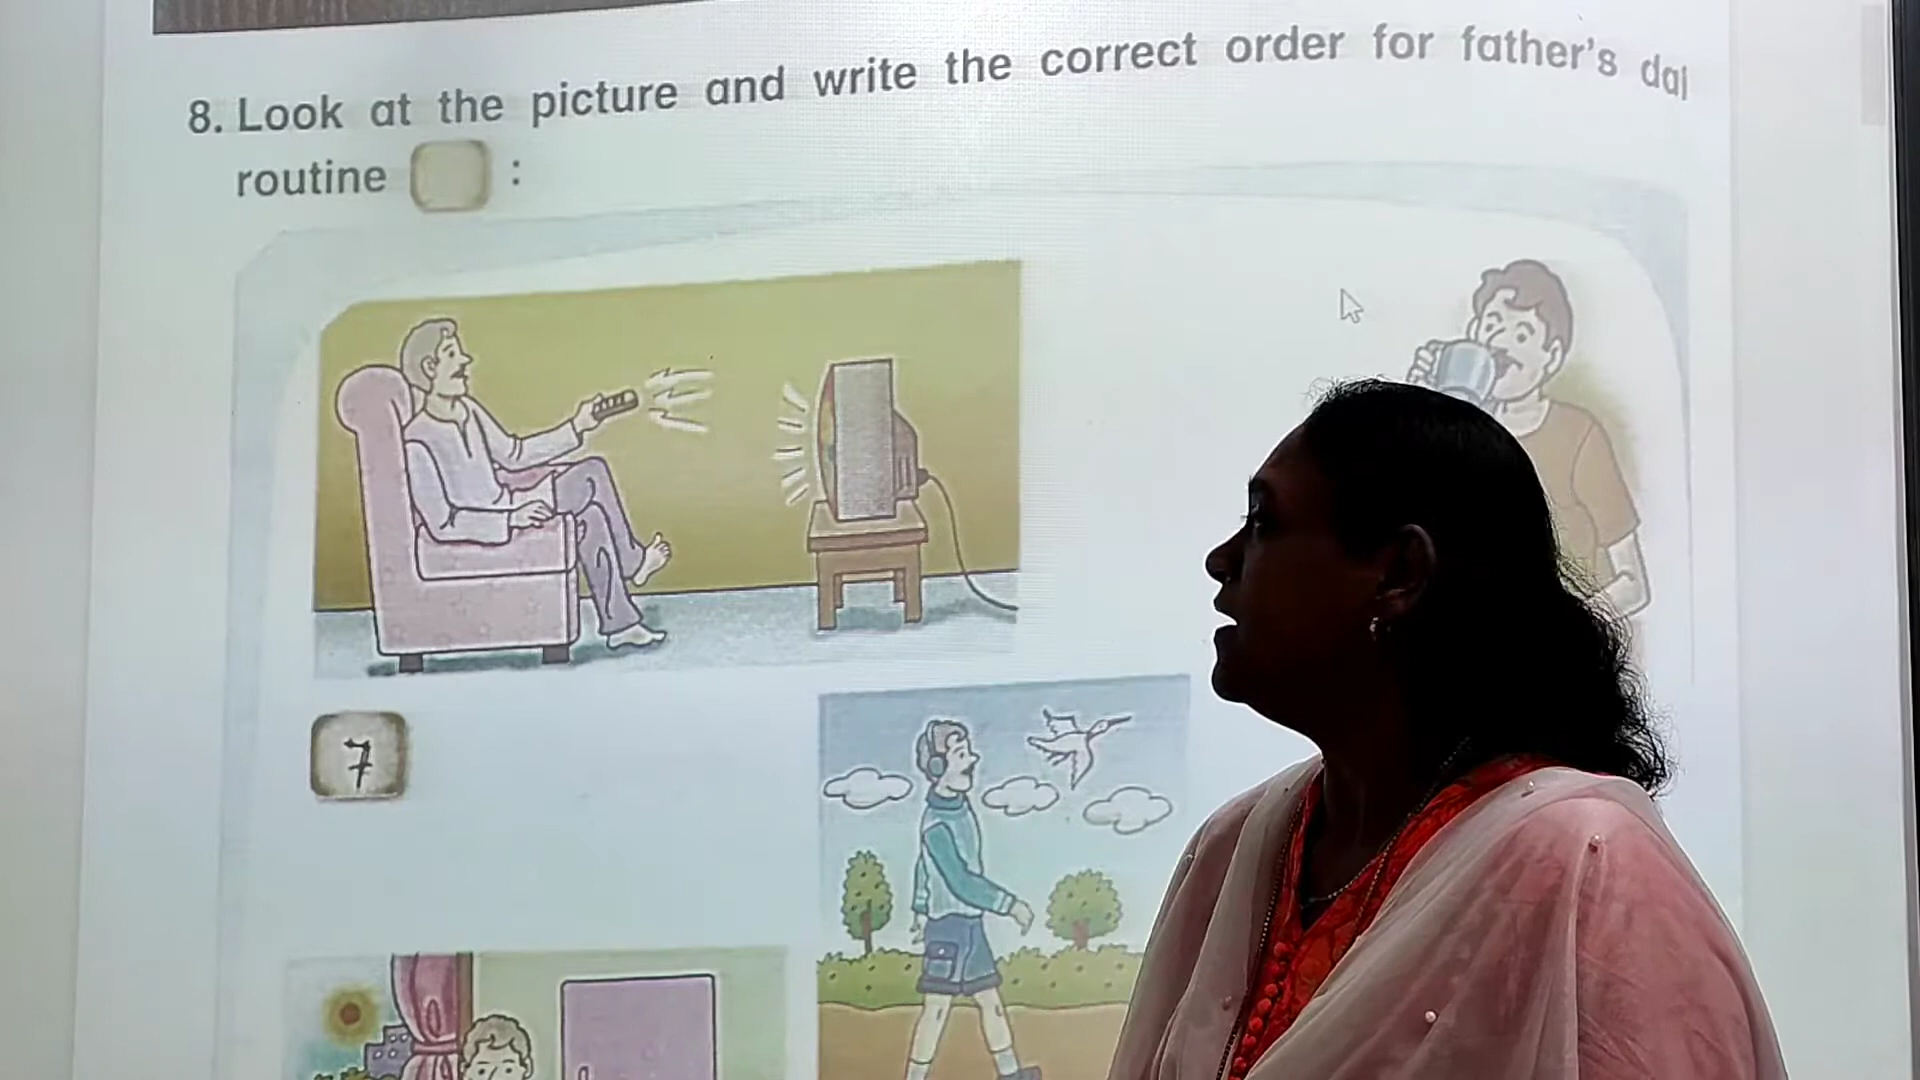 8. Look at the picture and write the correct order for father's
routine :
7